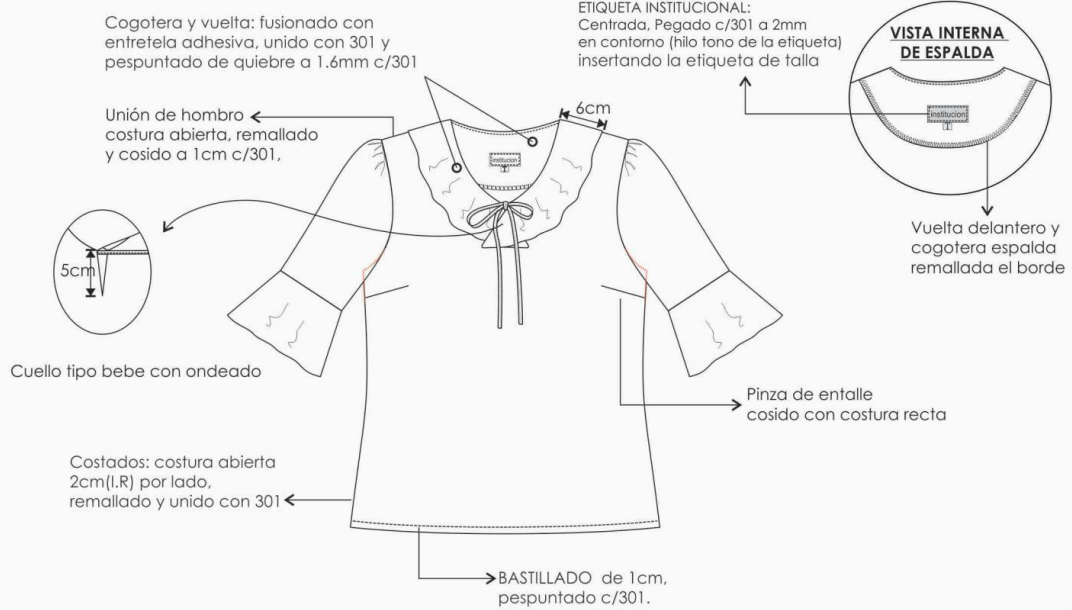 Cogotera y vuelta: fusionado con
entretela adhesiva, unido con 301 y
pespuntado de quiebre a 1.6mm c/301
ETIQUETA INSTITUCIONAL:
Centrada, Pegado c/301 a 2mm
en contorno (hilo tono de la etiqueta)
insertando la etiqueta de talla
VISTA INTERNA
DE ESPALDA
institucion
T
Unión de hombro
costura abierta, remallado
y cosido a 1cm c/301,
6cm
institucion
T
Vuelta delantero y
cogotera espalda
remallada el borde
5cm
Cuello tipo bebe con ondeado
Pinza de entalle
cosido con costura recta
Costados: costura abierta
2cm(I.R) por lado,
remallado y unido con 301
BASTILLADO de 1cm,
pespuntado c/301.